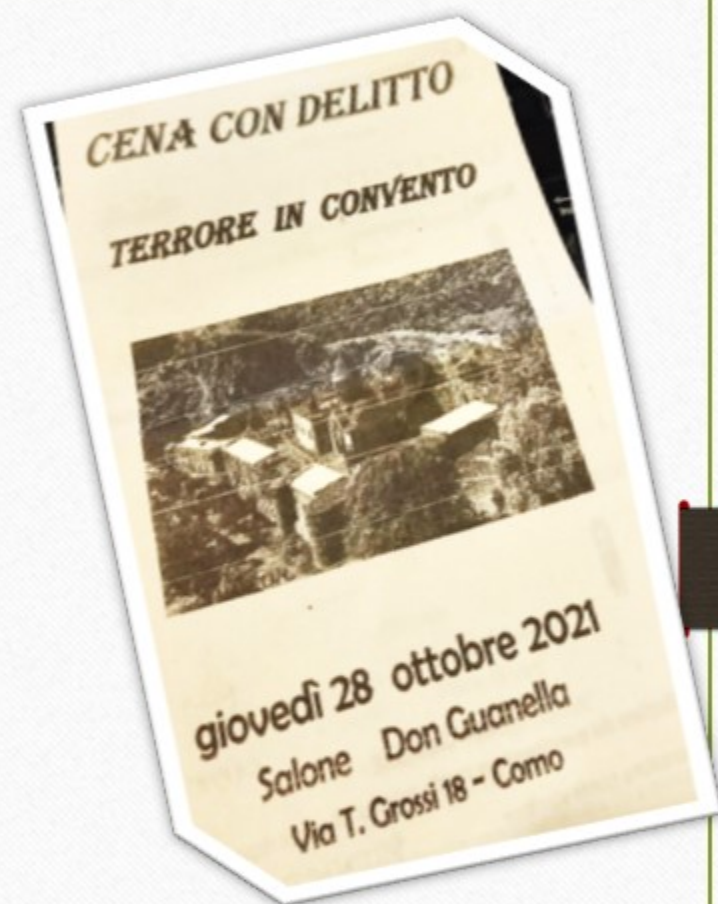 CENA CON DELITTO
TERRORE IN CONVENTO
giovedì 28 ottobre 2021
Salone Don Guanella
Via T. Grossi 18 - Como